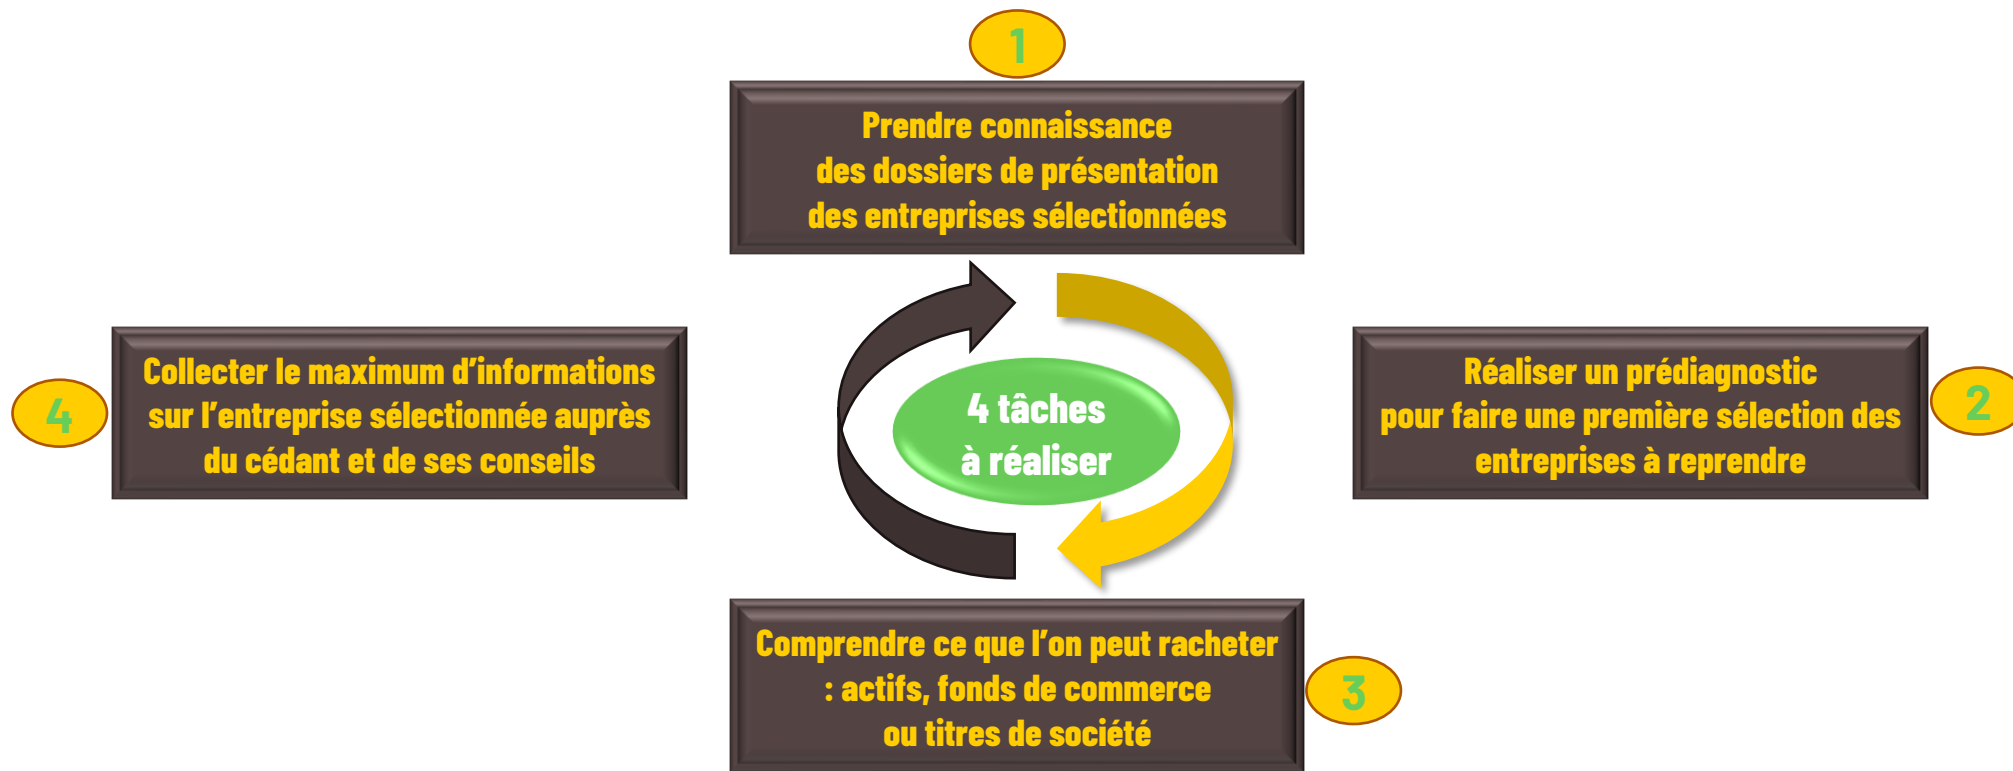 1
Prendre connaissance
des dossiers de présentation
des entreprises sélectionnées
2
Réaliser un prédiagnostic
pour faire une première sélection des
entreprises à reprendre
3
Comprendre ce que l’on peut racheter
: actifs, fonds de commerce
ou titres de société
4
Collecter le maximum d’informations
sur l’entreprise sélectionnée auprès
du cédant et de ses conseils
4 tâches
à réaliser